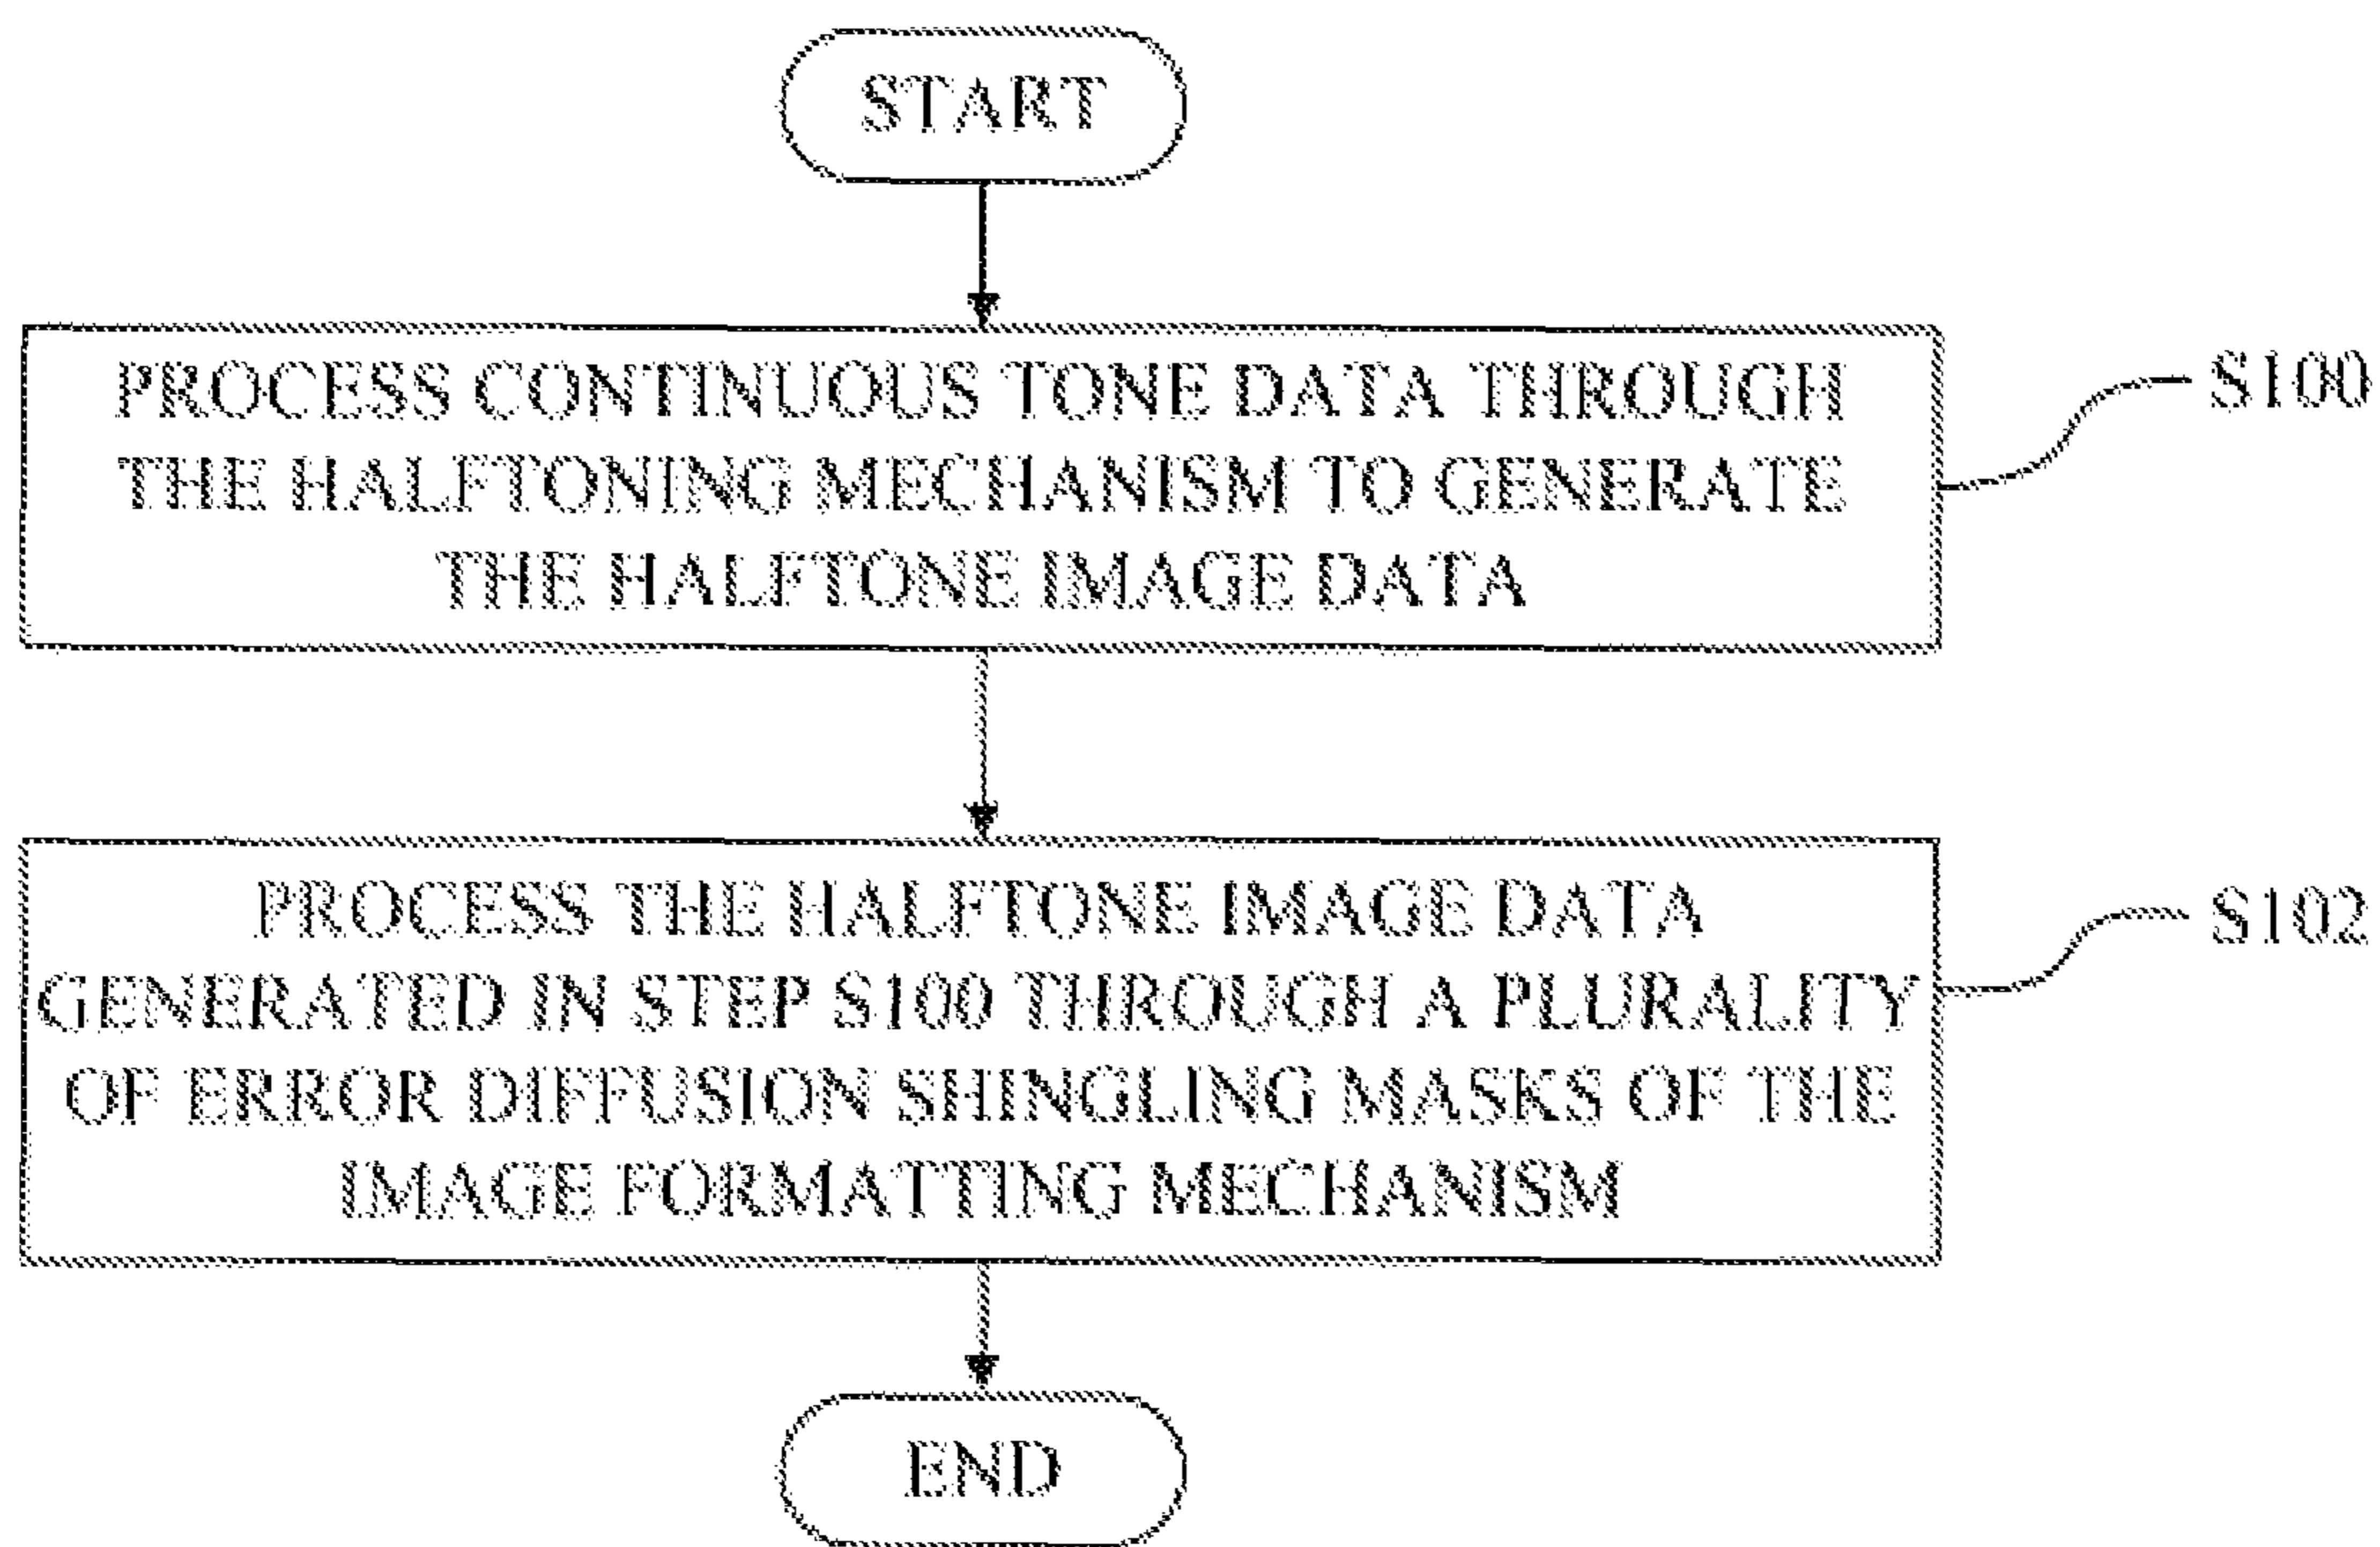 START
PROCESS CONTINUOUS TONE DATA THROUGH
THE HALFTONING MECHANISM TO GENERATE
THE HALFTONE IMAGE DATA
S100
PROCESS THE HALFTONE IMAGE DATA
GENERATED IN STEP S100 THROUGH A PLURALITY
OF ERROR DIFFUSION SHINGLING MASKS OF THE
IMAGE FORMATTING MECHANISM
S102
END